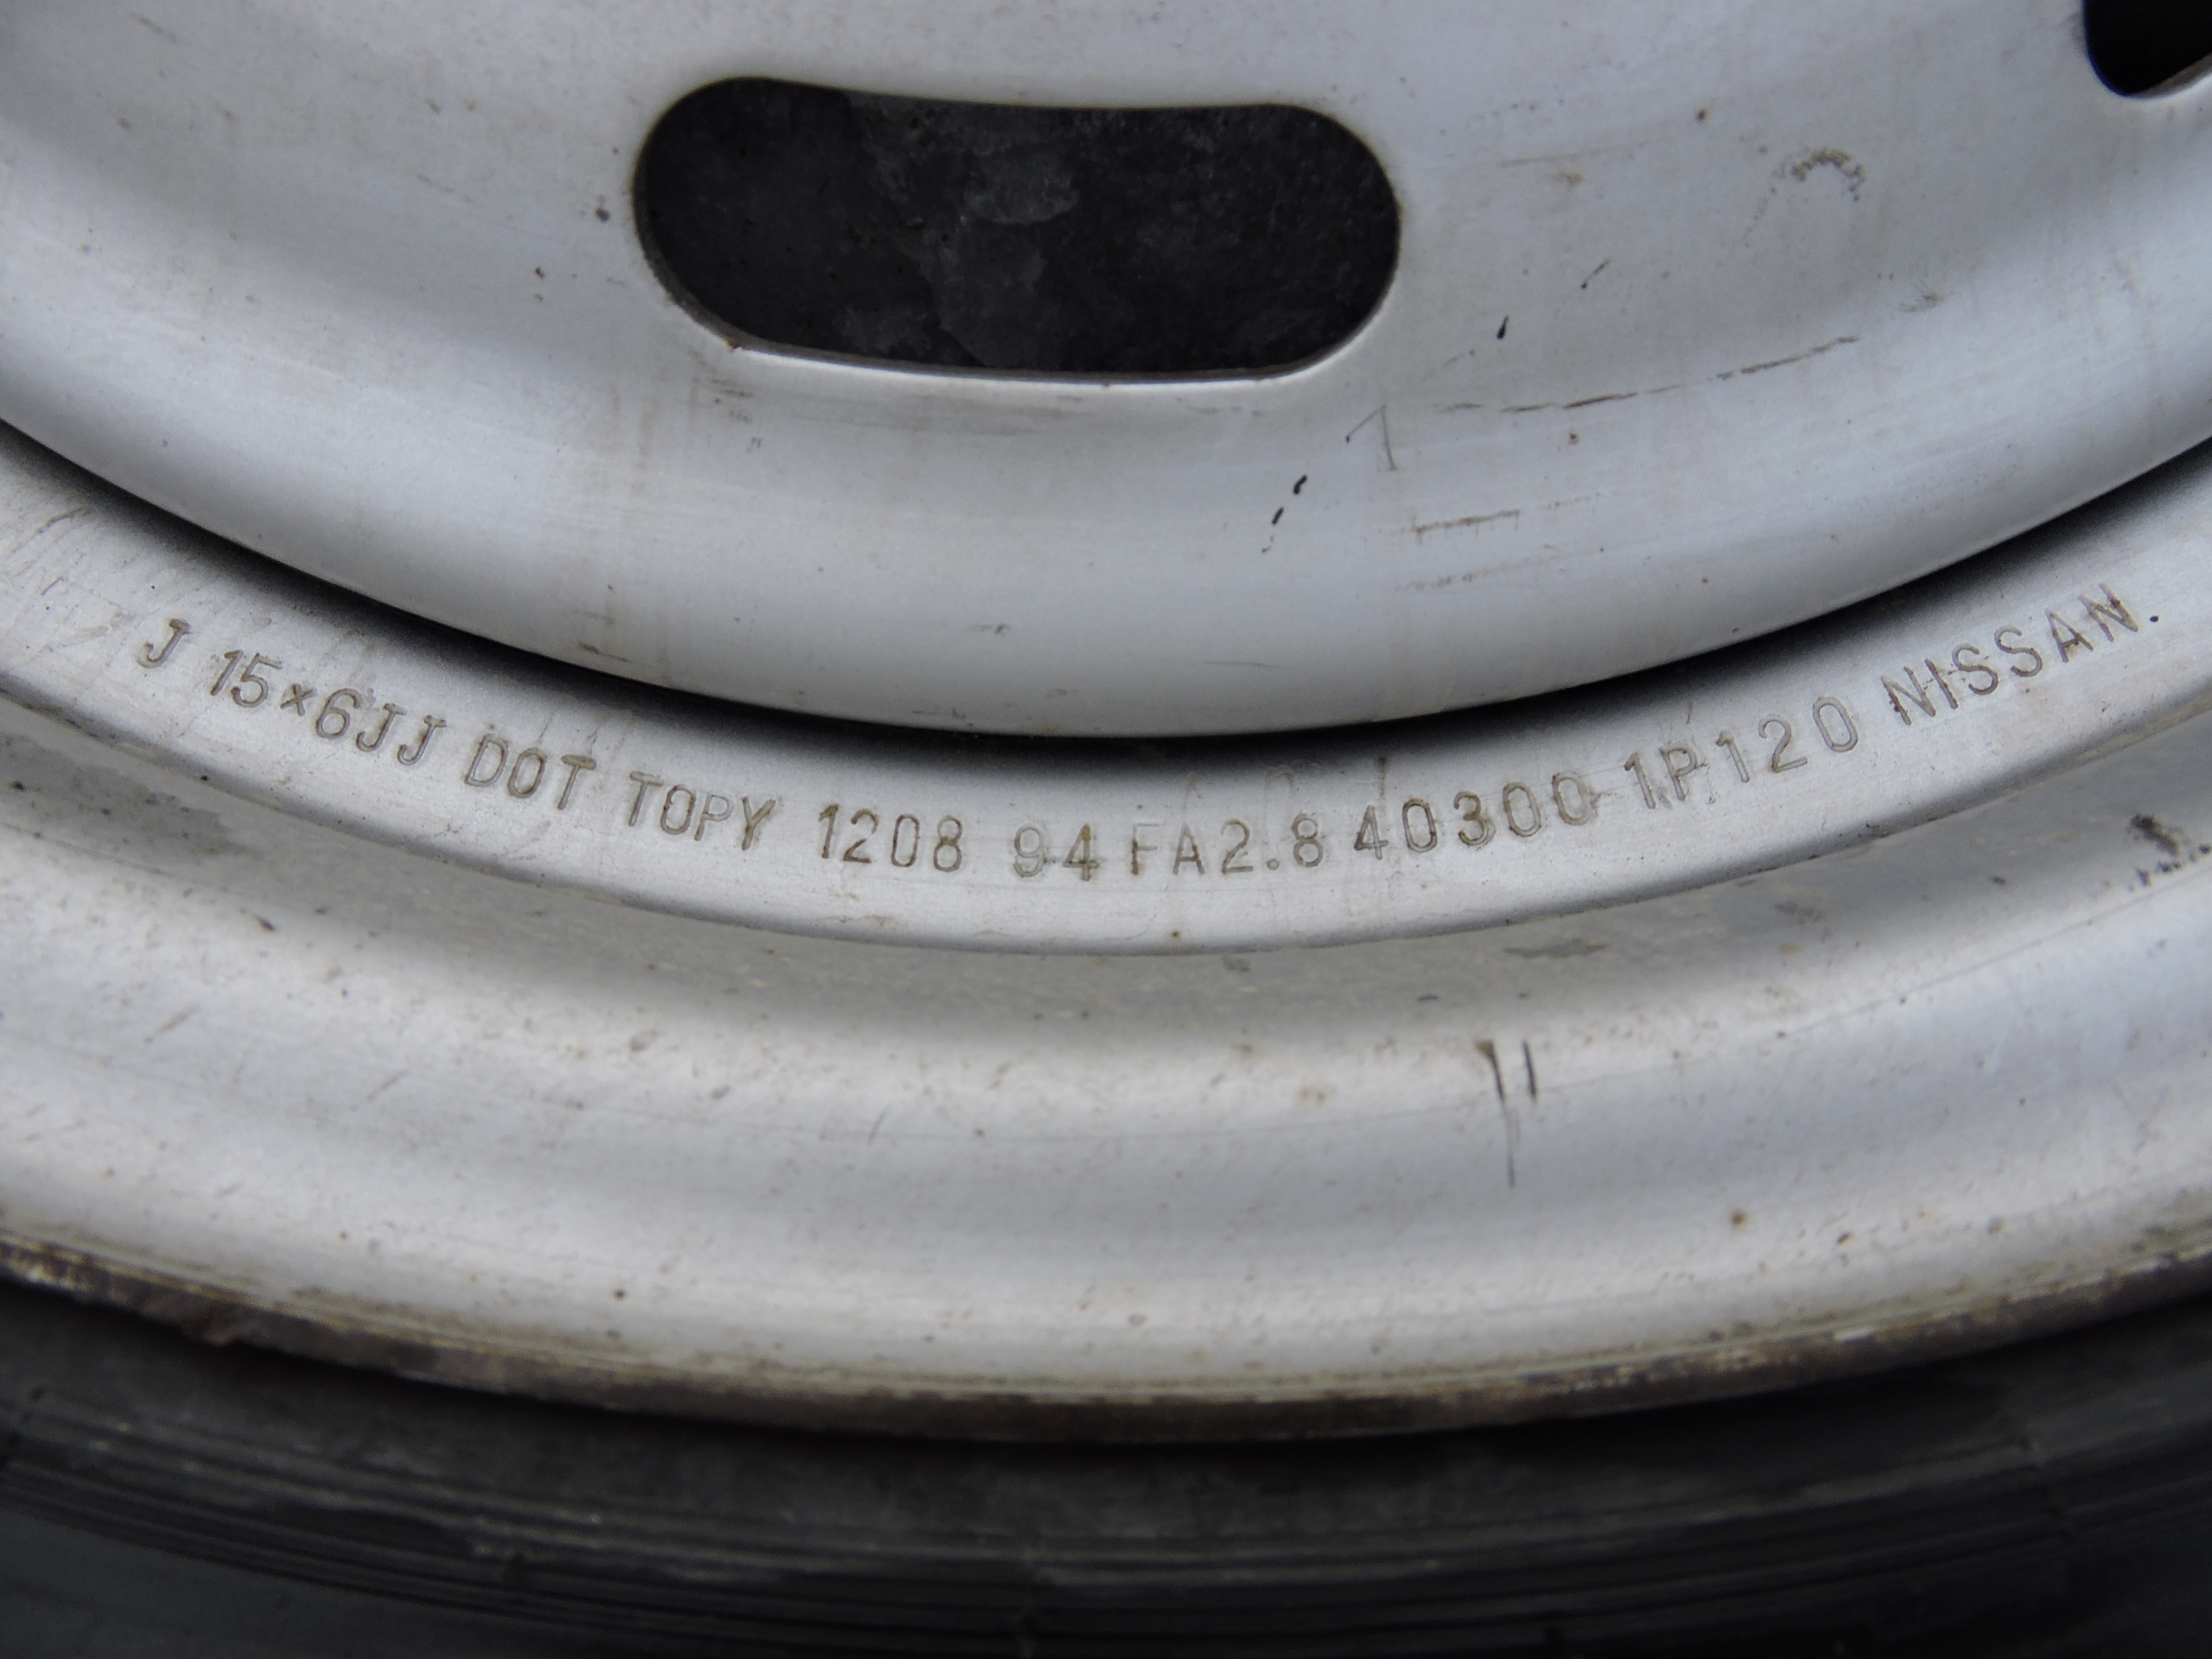 J 15×6JJ DOT TOPY 1208 94 FA2.8 40300 1P120 NISSAN.